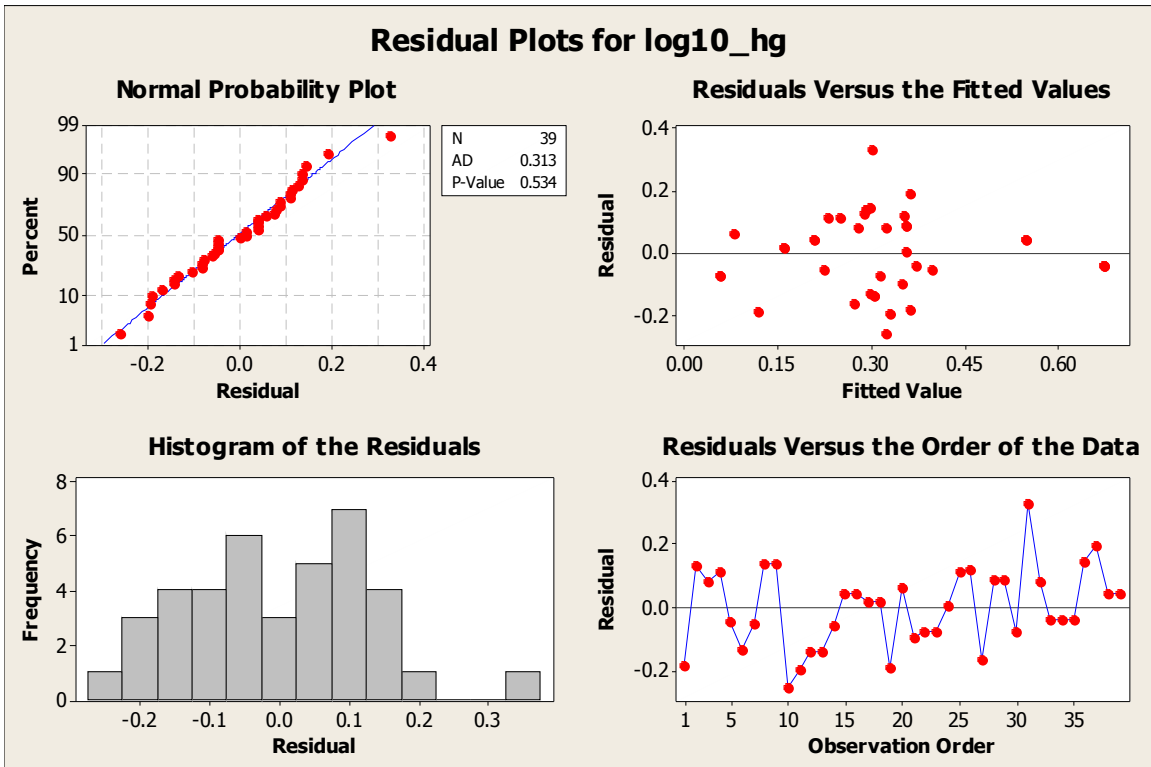 Residual Plots for log10_hg
Normal Probability Plot
Percent
99
90
50
10
1
-0.2 0.0 0.2 0.4
Residual
N 39
AD 0.313
P-Value 0.534
Residuals Versus the Fitted Values
Residual
0.4
0.2
0.0
-0.2
0.00 0.15 0.30 0.45 0.60
Fitted Value
Histogram of the Residuals
Frequency
8
6
4
2
0
-0.2 -0.1 0.0 0.1 0.2 0.3
Residual
Residuals Versus the Order of the Data
Residual
0.4
0.2
0.0
-0.2
1 5 10 15 20 25 30 35
Observation Order